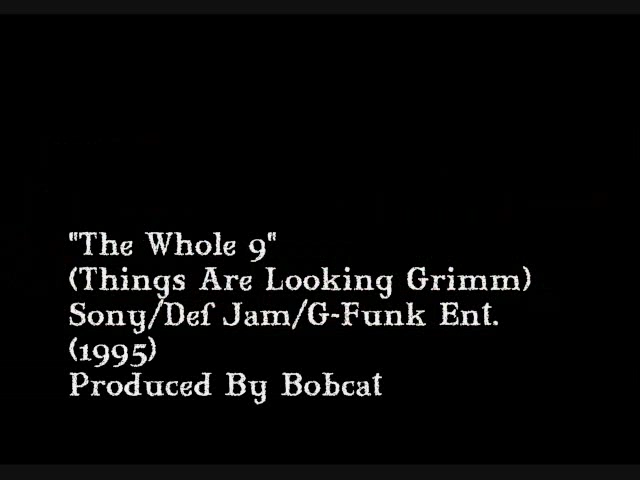 "The Whole 9"
(Things Are Looking Grimm)
Sony/Def Jam/G-Funk Ent.
(1995)
Produced By Bobcat